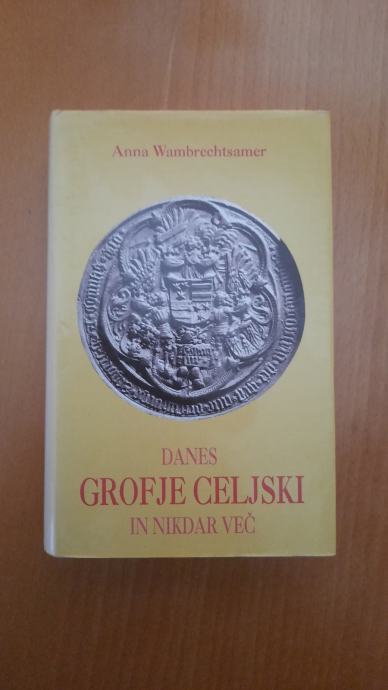 Anna Wambrechtsamer
DANES
GROFJE CELJSKI
IN NIKDAR VEČ